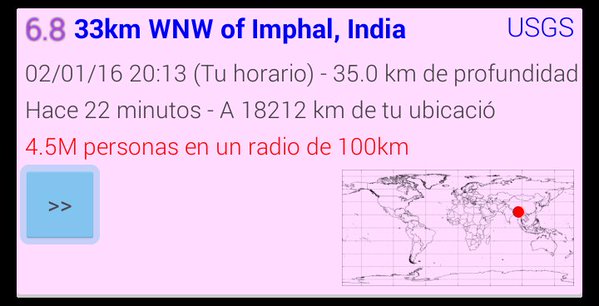 6.8 33km WNW of Imphal, India USGS
02/01/16 20:13 (Tu horario) - 35.0 km de profundidad
Hace 22 minutos - A 18212 km de tu ubicació
4.5M personas en un radio de 100km
>>